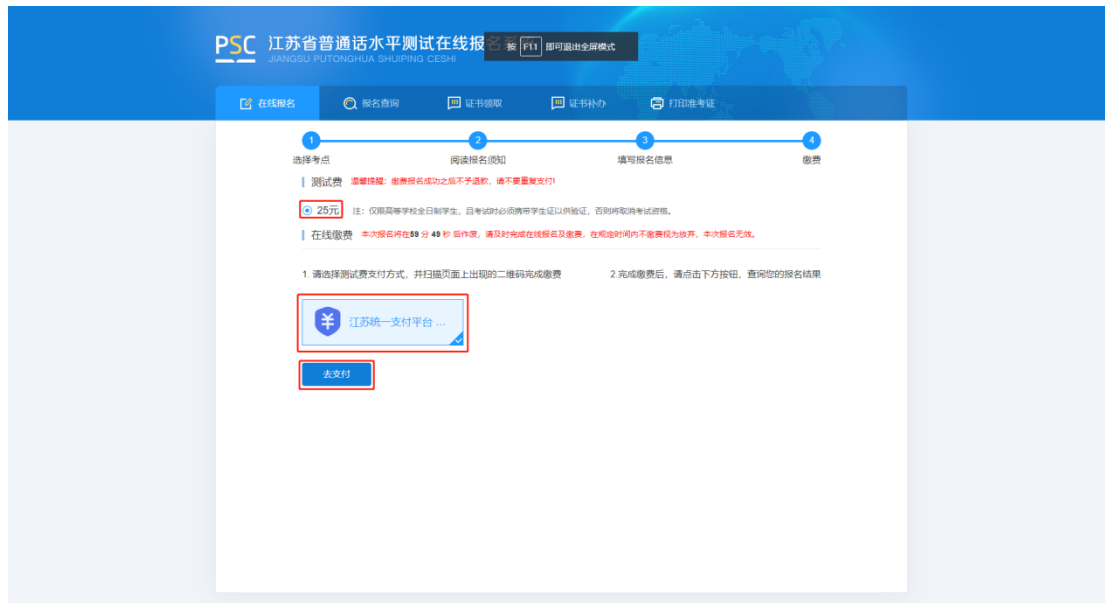 PSC 江苏省普通话水平测试在线报名系统
JIANGSU PUTONGHUA SHUIPING CESHI
按 F11 即可退出全屏模式
在线报名 报名查询 证书领取 证书补办 打印准考证
1 2 3 4
选择考点 阅读报名须知 填写报名信息 缴费
测试费 温馨提醒：缴费报名成功之后不予退款，请不要重复支付!
25元 注：仅限高等学校全日制学生，且考试时必须携带学生证以供验证，否则将取消考试资格。
在线缴费 本次报名将在59 分 49 秒 后作废，请及时完成在线报名及缴费，在规定时间内不缴费视为放弃，本次报名无效。
1. 请选择测试费支付方式，并扫描页面上出现的二维码完成缴费 2.完成缴费后，请点击下方按钮，查询您的报名结果
江苏统一支付平台 ...
去支付